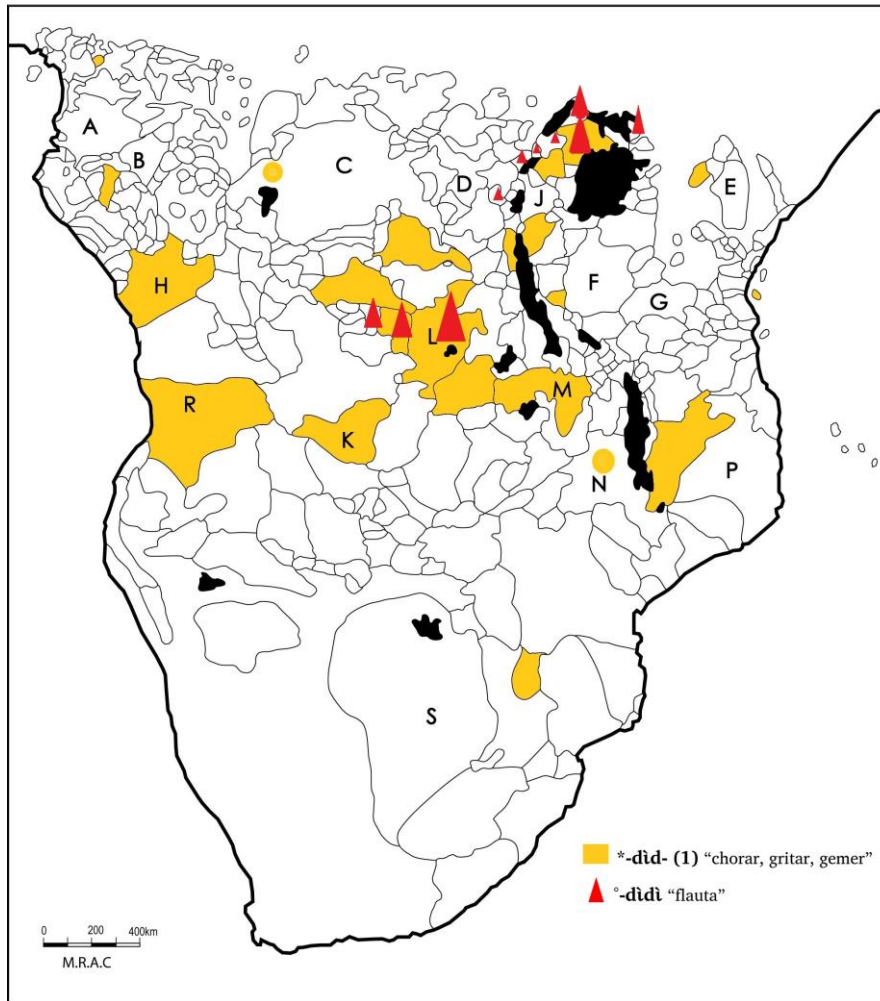 A
B
C
D
J
E
H
F
G
L
M
R
K
N
P
S
*-dìd- (1) “chorar, gritar, gemer”
°-dìdì “flauta”
0 200 400km
M.R.A.C